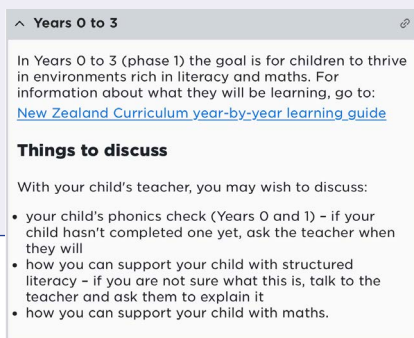 Years 0 to 3
In Years 0 to 3 (phase 1) the goal is for children to thrive
in environments rich in literacy and maths. For
information about what they will be learning, go to:
New Zealand Curriculum year-by-year learning guide
Things to discuss
With your child's teacher, you may wish to discuss:
• your child's phonics check (Years 0 and 1) – if your
child hasn't completed one yet, ask the teacher when
they will
• how you can support your child with structured
literacy – if you are not sure what this is, talk to the
teacher and ask them to explain it
• how you can support your child with maths.